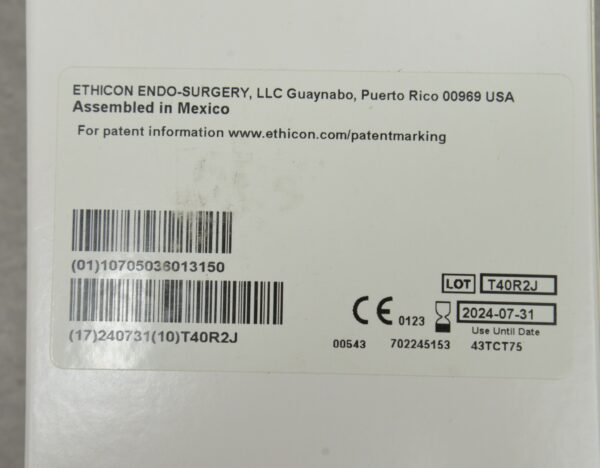 ETHICON ENDO-SURGERY, LLC Guaynabo, Puerto Rico 00969 USA
Assembled in Mexico
For patent information www.ethicon.com/patentmarking
(01)10705036013150
(17)240731(10)T40R2J
LOT T40R2J
CE 0123 2024-07-31
Use Until Date
00543 702245153 43TCT75